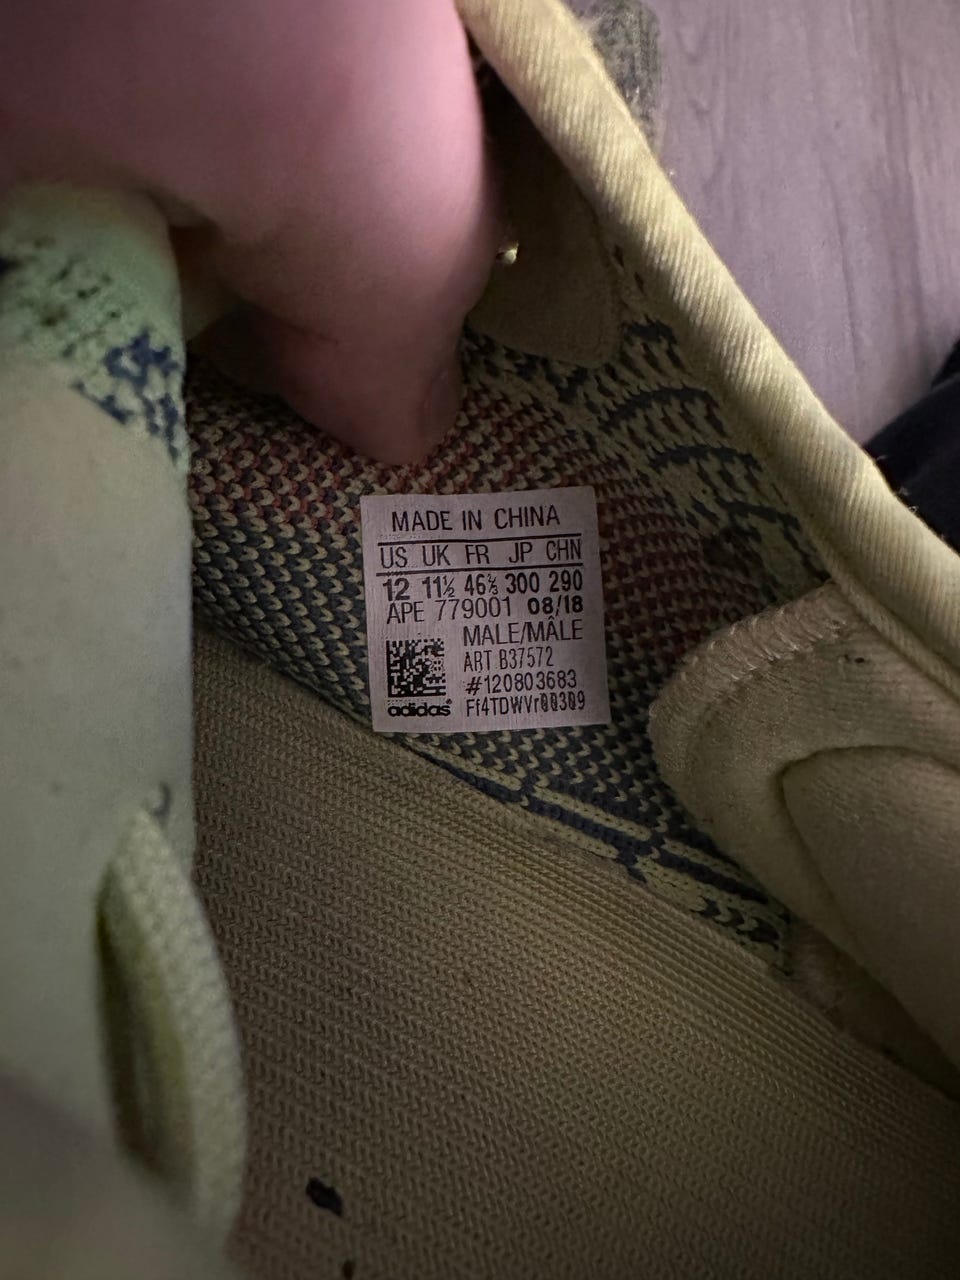 MADE IN CHINA
US UK FR JP CHN
12 11½ 46⅔ 300 290
APE 779001 08/18
MALE/MÂLE
ART B37572
#120803683
adidas® Ff4TDWVr00309